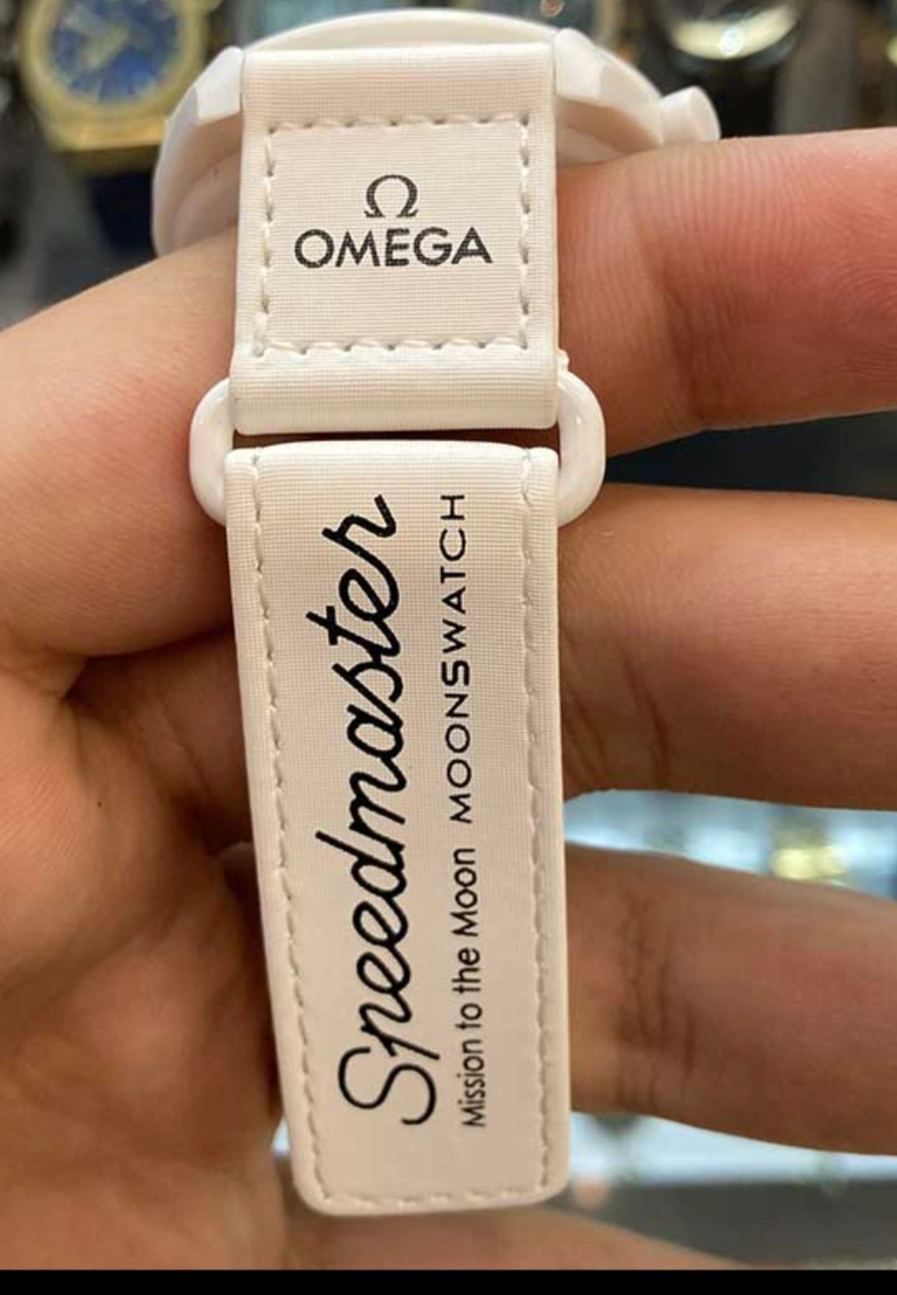 Ω
OMEGA
Speedmaster
Mission to the Moon MOONSWATCH